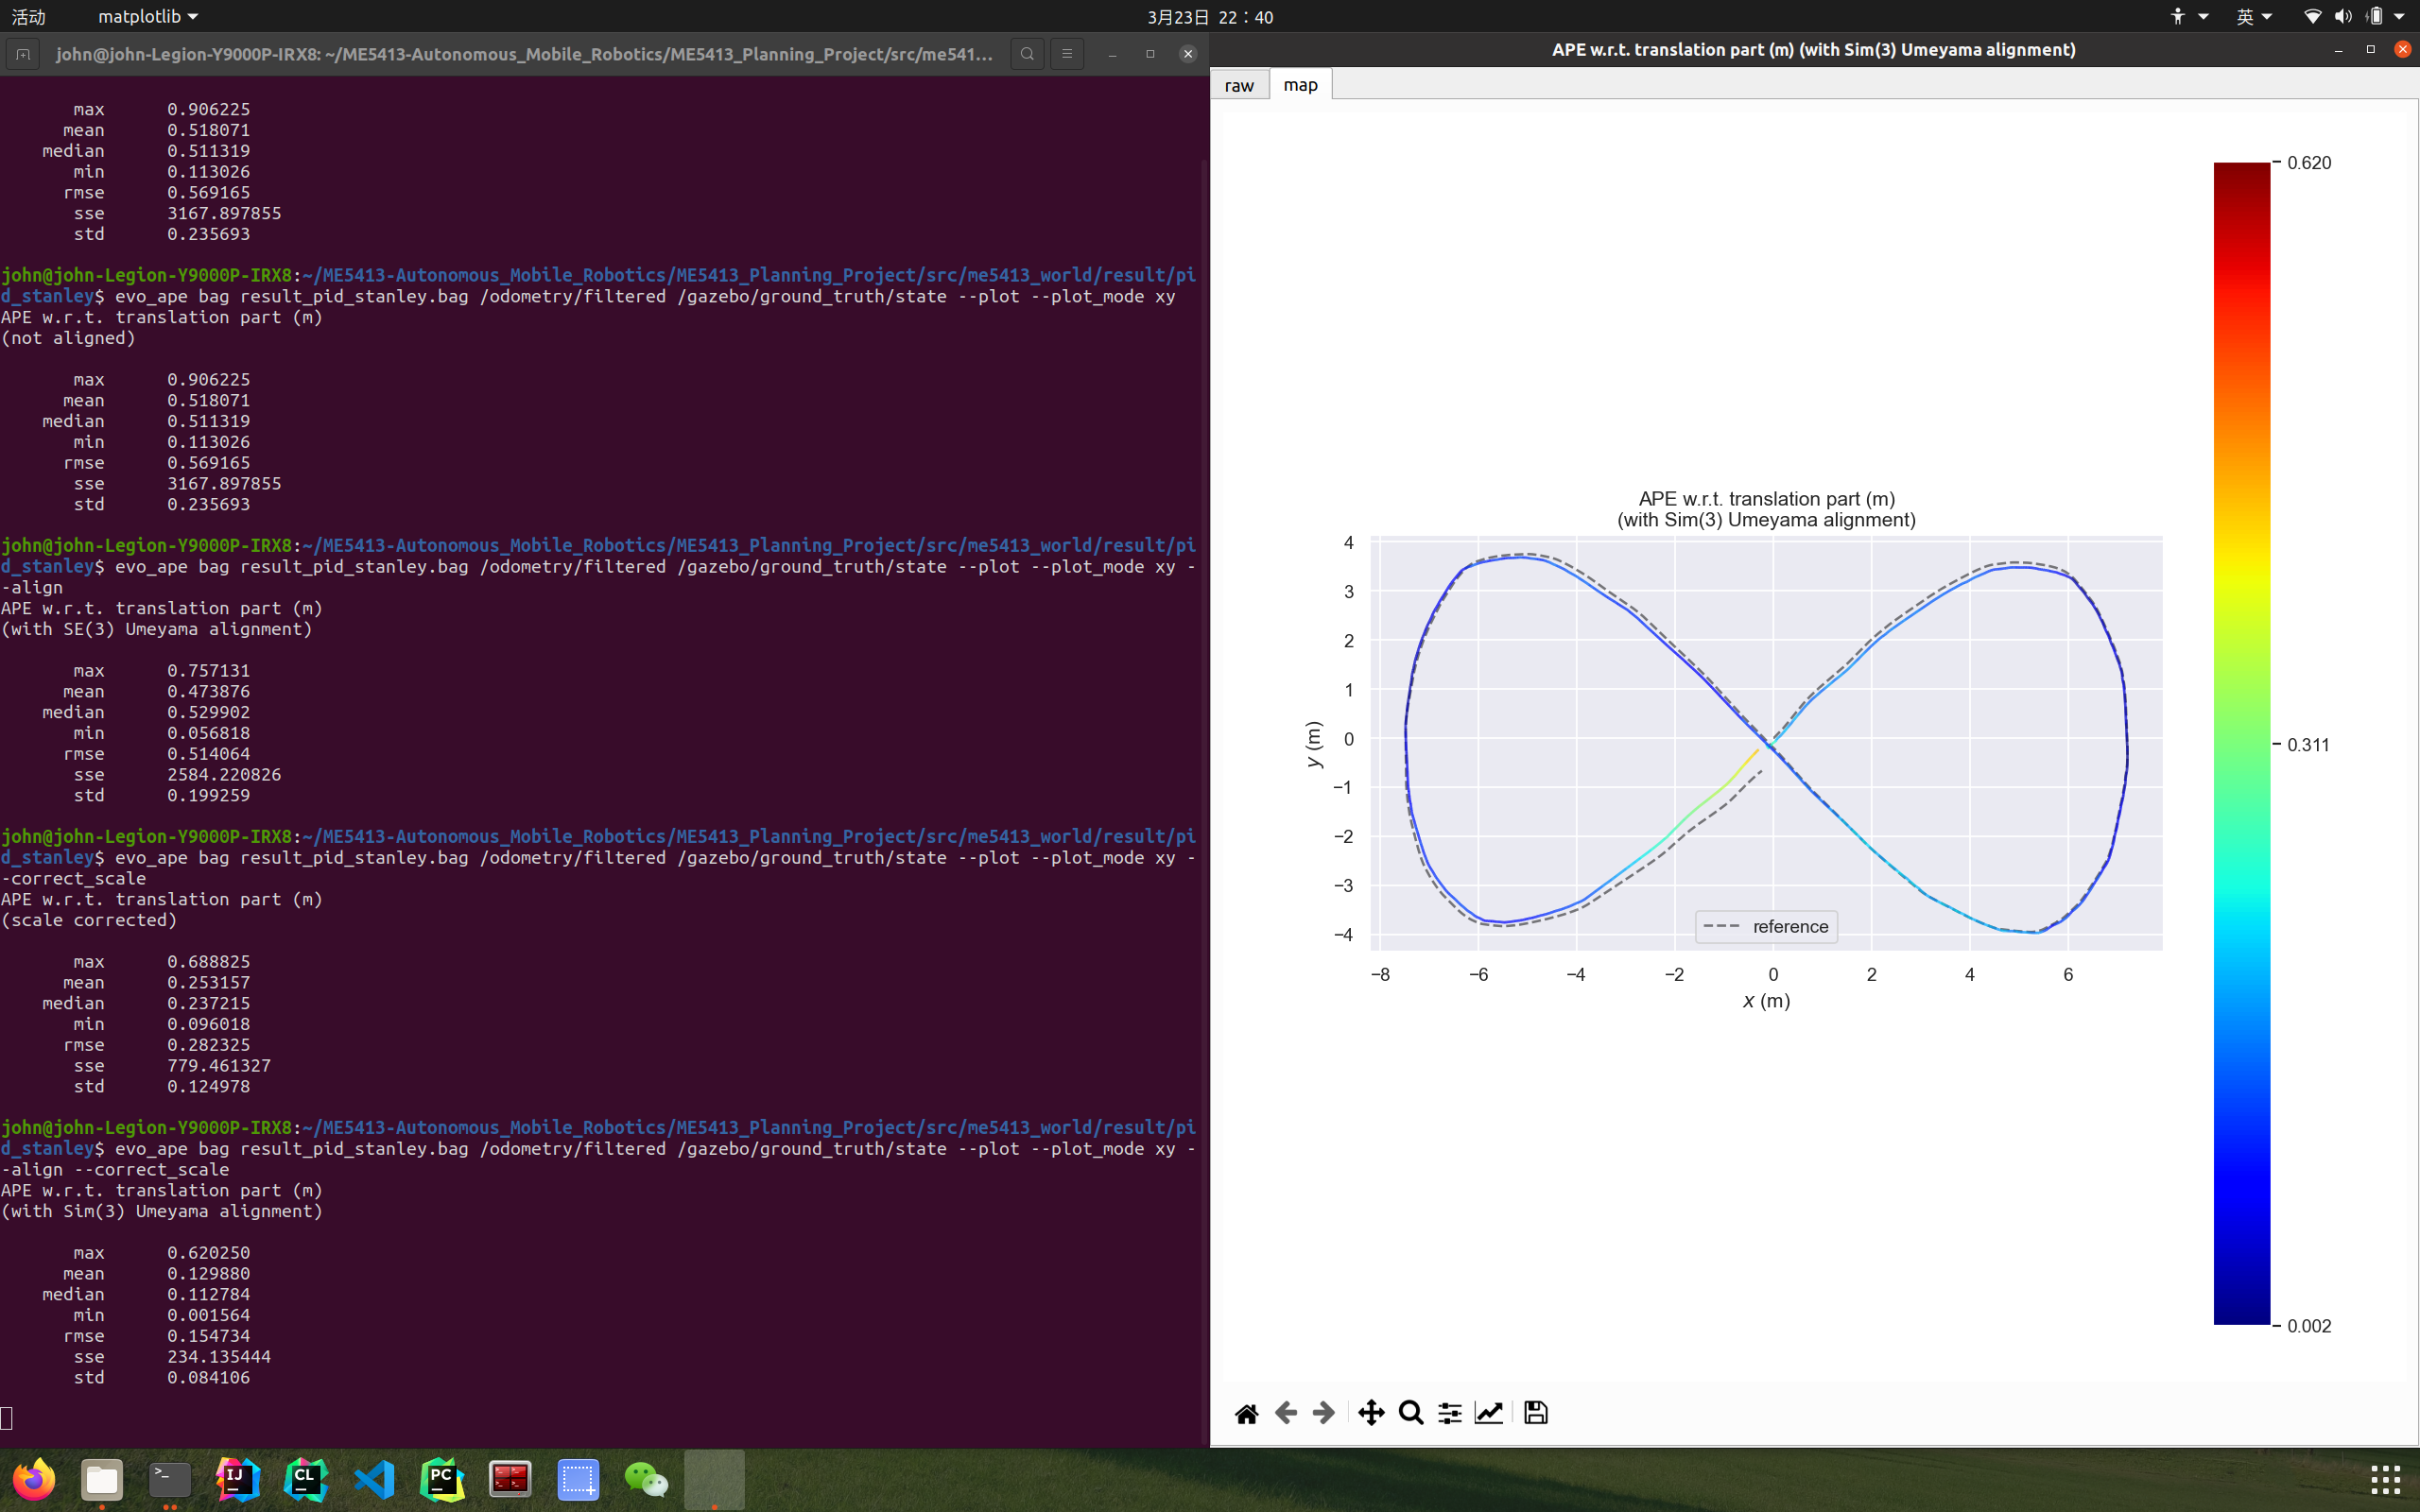 活动
matplotlib
3月23日 22：40
英
john@john-Legion-Y9000P-IRX8: ~/ME5413-Autonomous_Mobile_Robotics/ME5413_Planning_Project/src/me541...
max 0.906225
mean 0.518071
median 0.511319
min 0.113026
rmse 0.569165
sse 3167.897855
std 0.235693
john@john-Legion-Y9000P-IRX8:~/ME5413-Autonomous_Mobile_Robotics/ME5413_Planning_Project/src/me5413_world/result/pi
d_stanley$ evo_ape bag result_pid_stanley.bag /odometry/filtered /gazebo/ground_truth/state --plot --plot_mode xy
APE w.r.t. translation part (m)
(not aligned)
max 0.906225
mean 0.518071
median 0.511319
min 0.113026
rmse 0.569165
sse 3167.897855
std 0.235693
john@john-Legion-Y9000P-IRX8:~/ME5413-Autonomous_Mobile_Robotics/ME5413_Planning_Project/src/me5413_world/result/pi
d_stanley$ evo_ape bag result_pid_stanley.bag /odometry/filtered /gazebo/ground_truth/state --plot --plot_mode xy -
-align
APE w.r.t. translation part (m)
(with SE(3) Umeyama alignment)
max 0.757131
mean 0.473876
median 0.529902
min 0.056818
rmse 0.514064
sse 2584.220826
std 0.199259
john@john-Legion-Y9000P-IRX8:~/ME5413-Autonomous_Mobile_Robotics/ME5413_Planning_Project/src/me5413_world/result/pi
d_stanley$ evo_ape bag result_pid_stanley.bag /odometry/filtered /gazebo/ground_truth/state --plot --plot_mode xy -
-correct_scale
APE w.r.t. translation part (m)
(scale corrected)
max 0.688825
mean 0.253157
median 0.237215
min 0.096018
rmse 0.282325
sse 779.461327
std 0.124978
john@john-Legion-Y9000P-IRX8:~/ME5413-Autonomous_Mobile_Robotics/ME5413_Planning_Project/src/me5413_world/result/pi
d_stanley$ evo_ape bag result_pid_stanley.bag /odometry/filtered /gazebo/ground_truth/state --plot --plot_mode xy -
-align --correct_scale
APE w.r.t. translation part (m)
(with Sim(3) Umeyama alignment)
max 0.620250
mean 0.129880
median 0.112784
min 0.001564
rmse 0.154734
sse 234.135444
std 0.084106
APE w.r.t. translation part (m) (with Sim(3) Umeyama alignment)
raw
map
APE w.r.t. translation part (m)
(with Sim(3) Umeyama alignment)
4
3
2
1
0
−1
−2
−3
−4
y (m)
reference
−8 −6 −4 −2 0 2 4 6
x (m)
0.620
0.311
0.002
>_
IJ
CL
PC